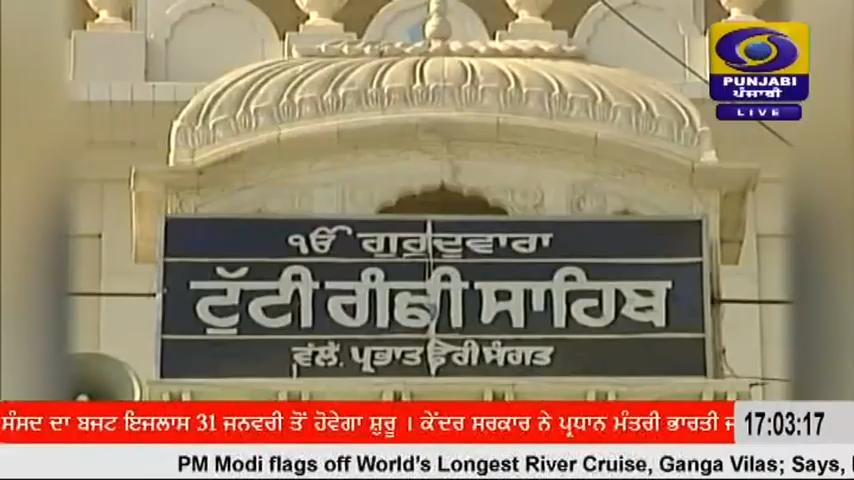 PUNJABI
ਪੰਜਾਬੀ
LIVE
ੴ ਗੁਰਦੂਵਾਰਾ
ਟੁੱਟੀ ਗੰਢੀ ਸਾਹਿਬ
ਵੱਲੋਂ. ਪ੍ਰਭਾਤ ਫੇਰੀ ਸੰਗਤ
ਸੰਸਦ ਦਾ ਬਜਟ ਇਜਲਾਸ 31 ਜਨਵਰੀ ਤੋਂ ਹੋਵੇਗਾ ਸ਼ੁਰੂ । ਕੇਂਦਰ ਸਰਕਾਰ ਨੇ ਪ੍ਰਧਾਨ ਮੰਤਰੀ ਭਾਰਤੀ
17:03:17
PM Modi flags off World's Longest River Cruise, Ganga Vilas; Says,